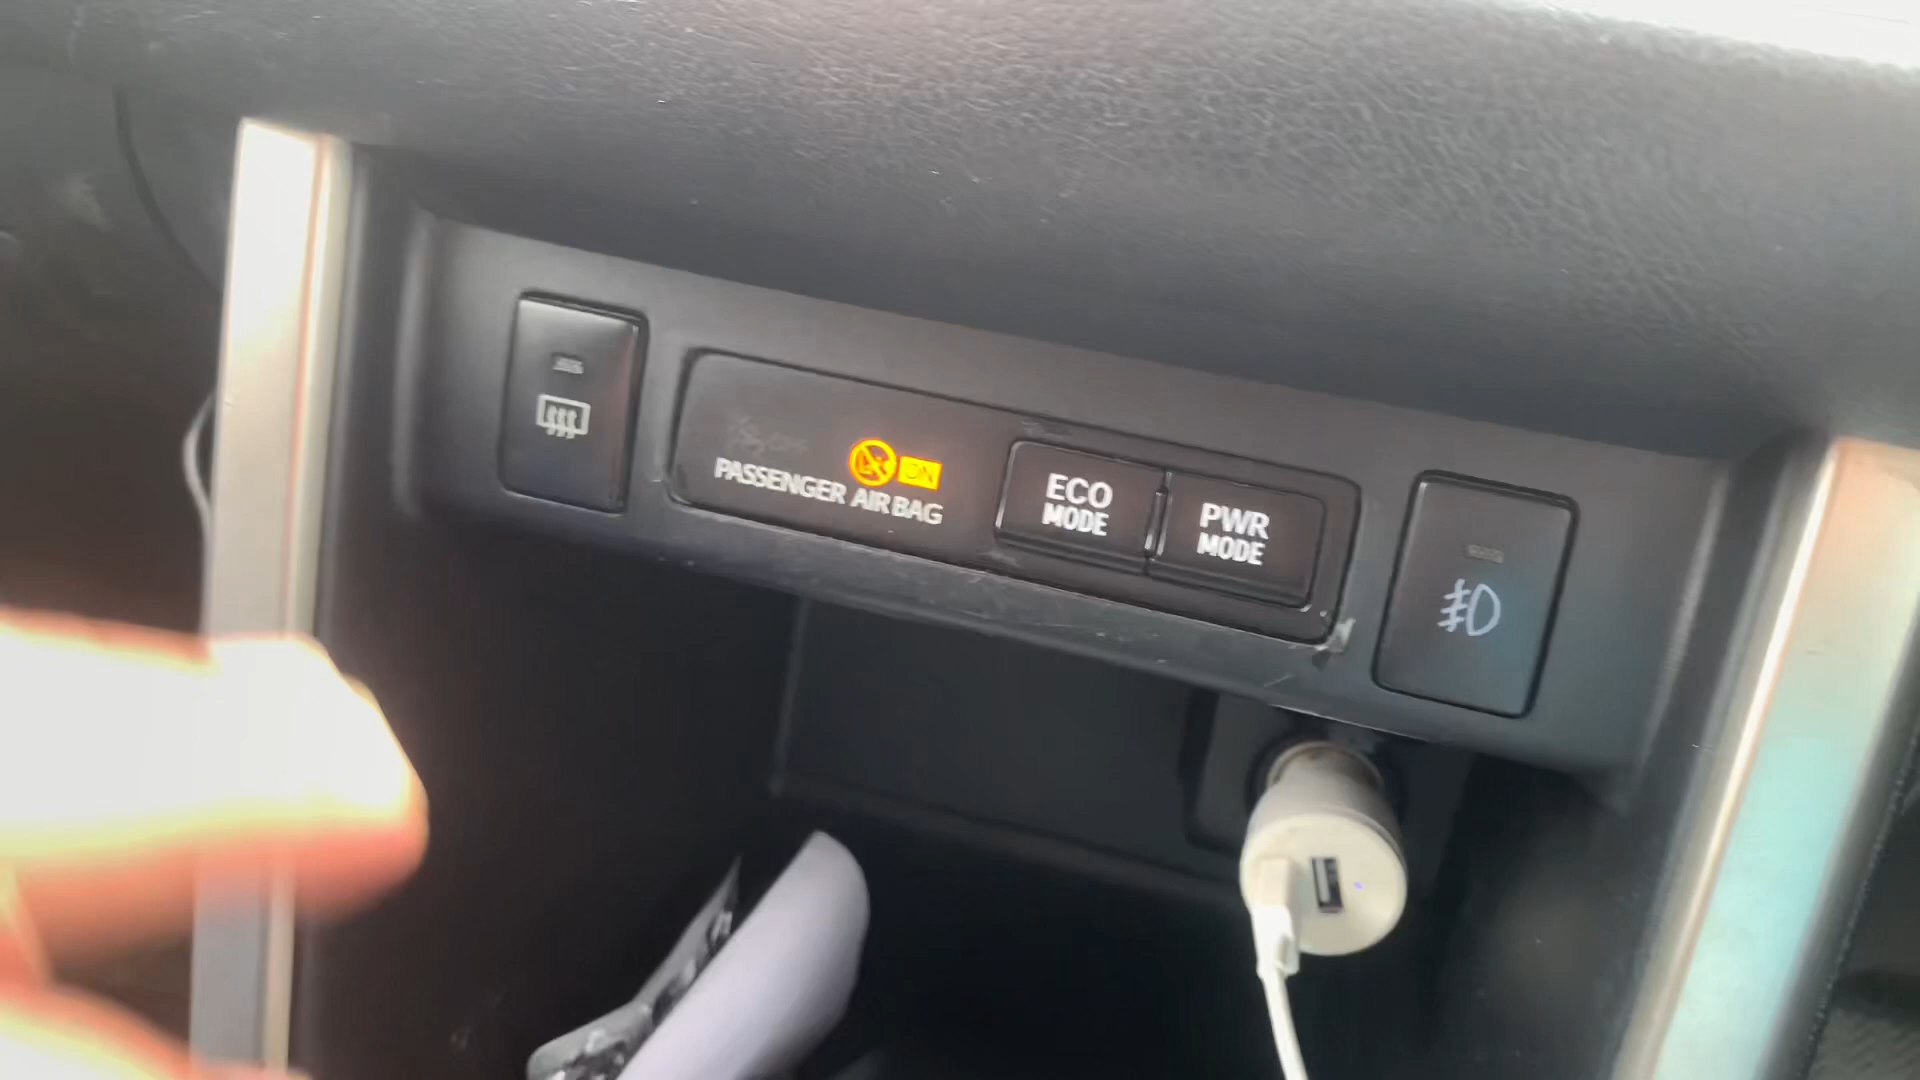 ON
PASSENGER AIR BAG
ECO
MODE
PWR
MODE